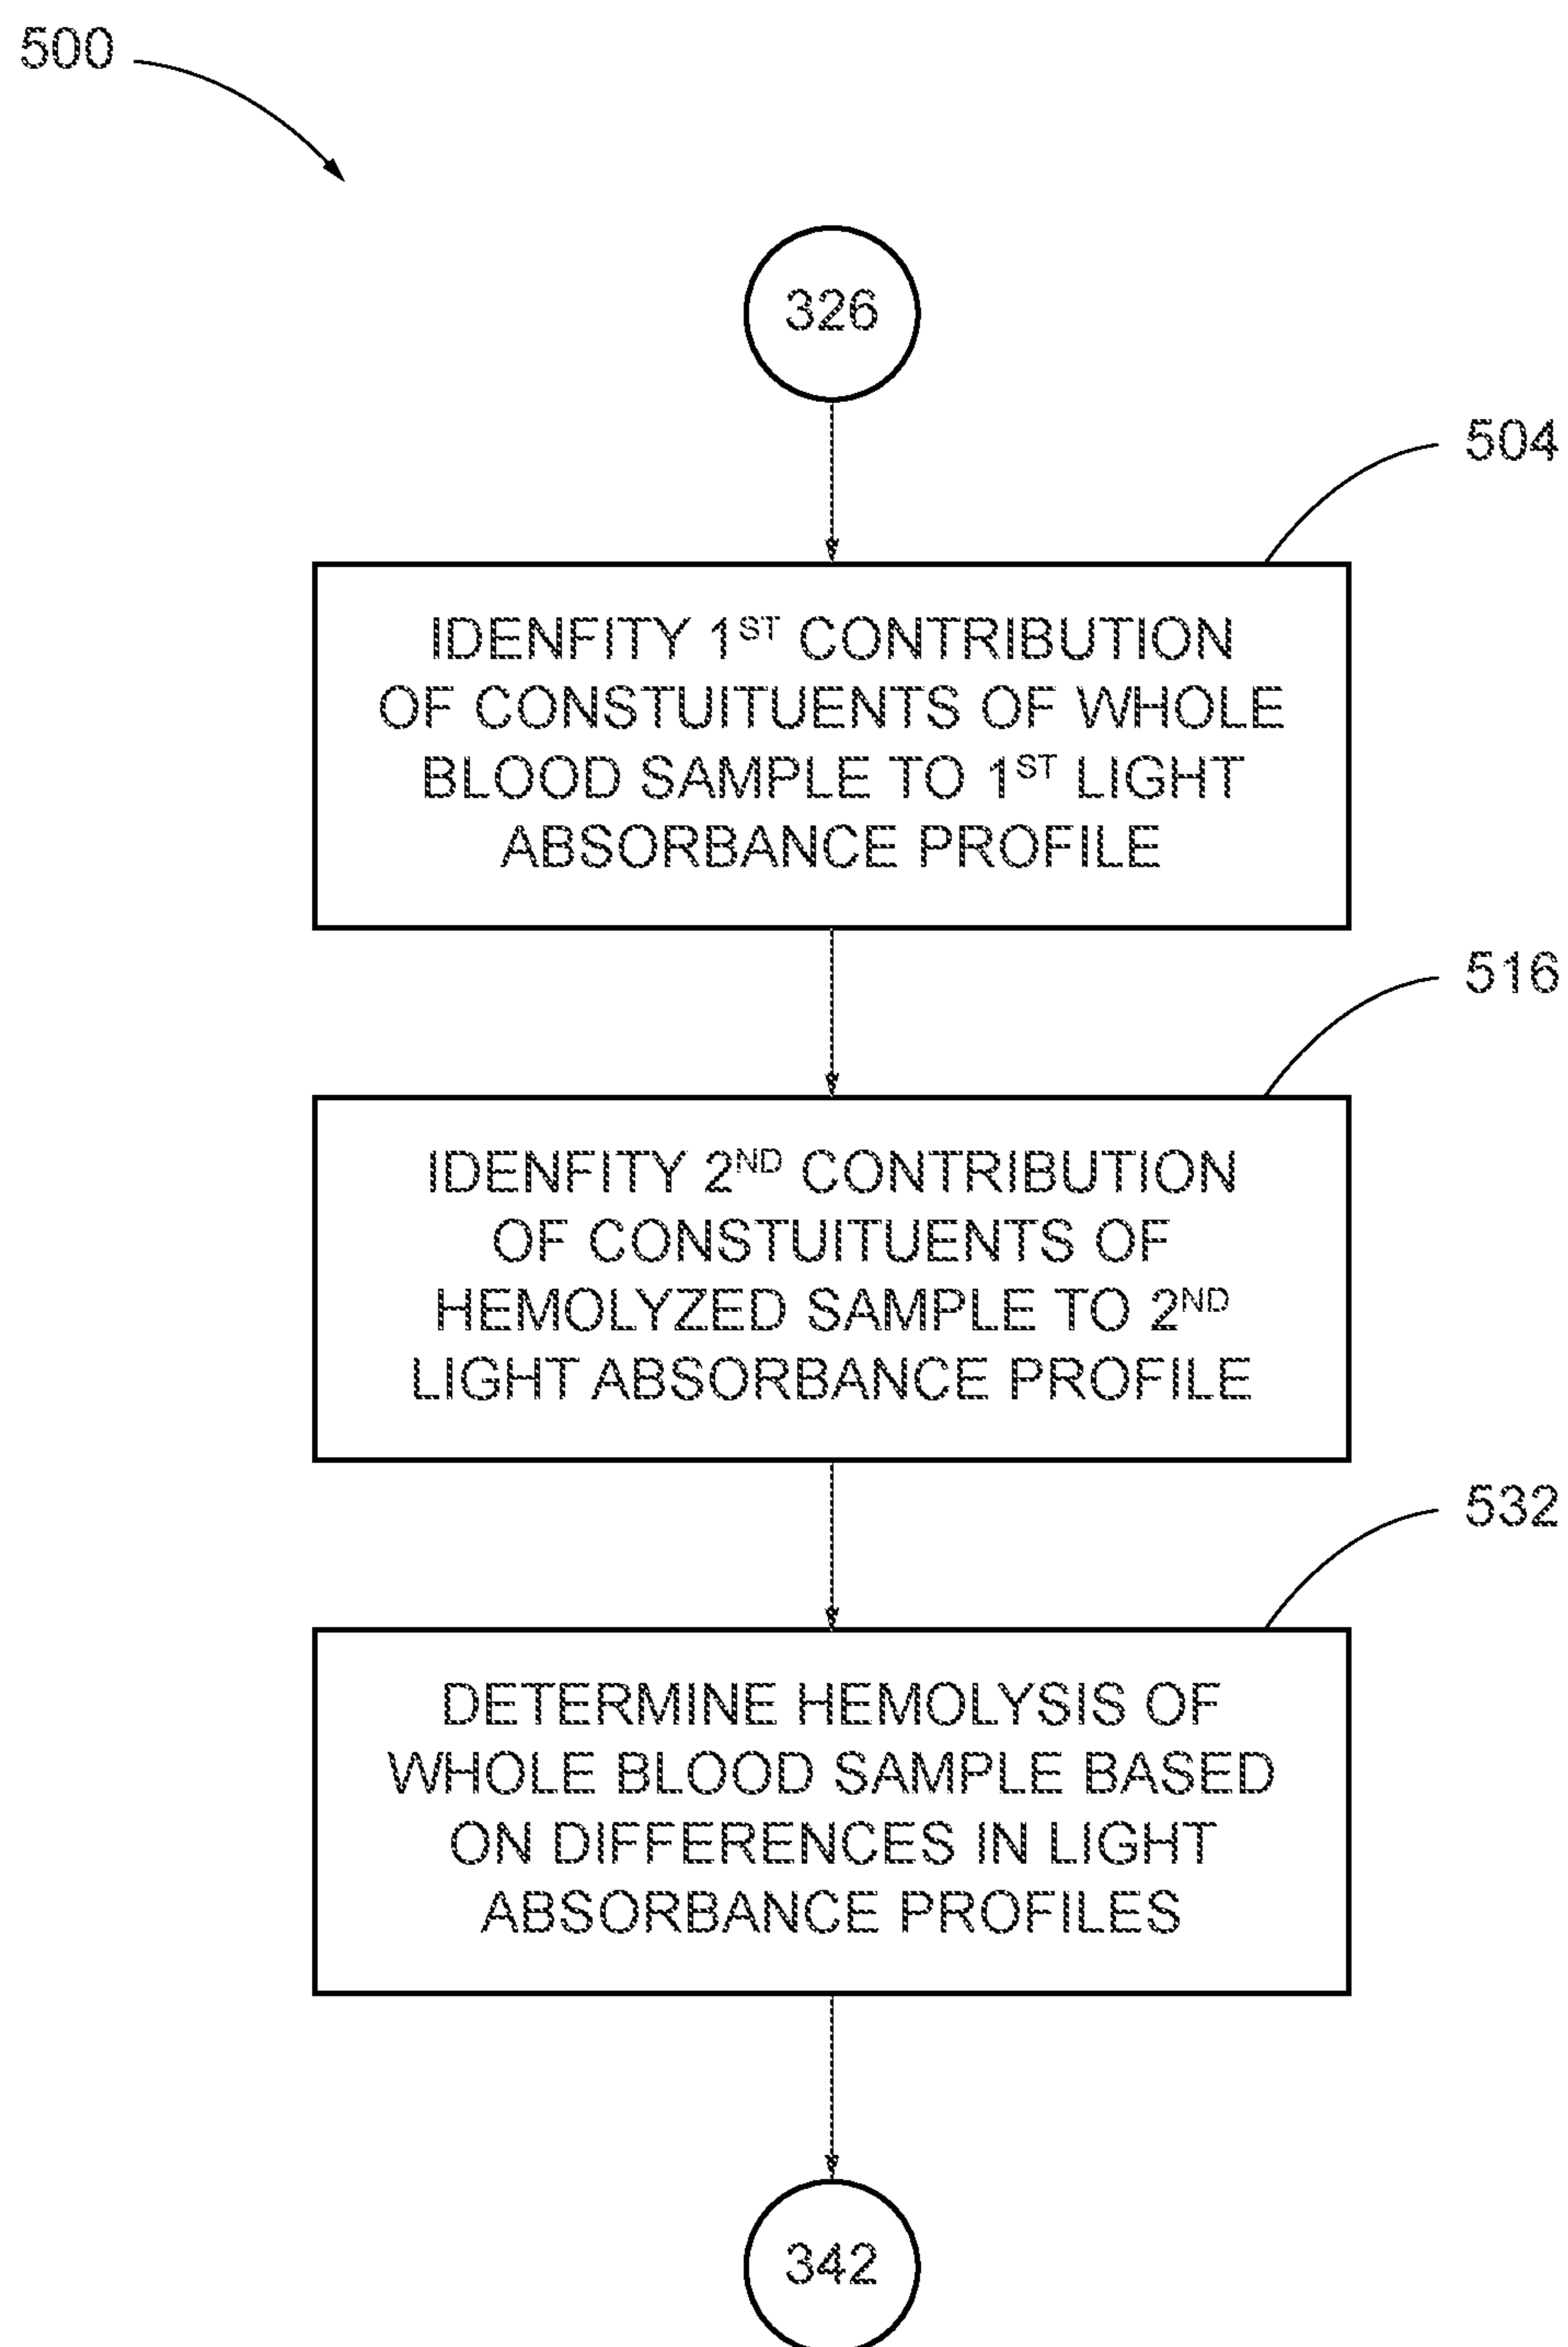 500
326
504
IDENFITY 1ST CONTRIBUTION
OF CONSTUITUENTS OF WHOLE
BLOOD SAMPLE TO 1ST LIGHT
ABSORBANCE PROFILE
516
IDENFITY 2ND CONTRIBUTION
OF CONSTUITUENTS OF
HEMOLYZED SAMPLE TO 2ND
LIGHT ABSORBANCE PROFILE
532
DETERMINE HEMOLYSIS OF
WHOLE BLOOD SAMPLE BASED
ON DIFFERENCES IN LIGHT
ABSORBANCE PROFILES
342